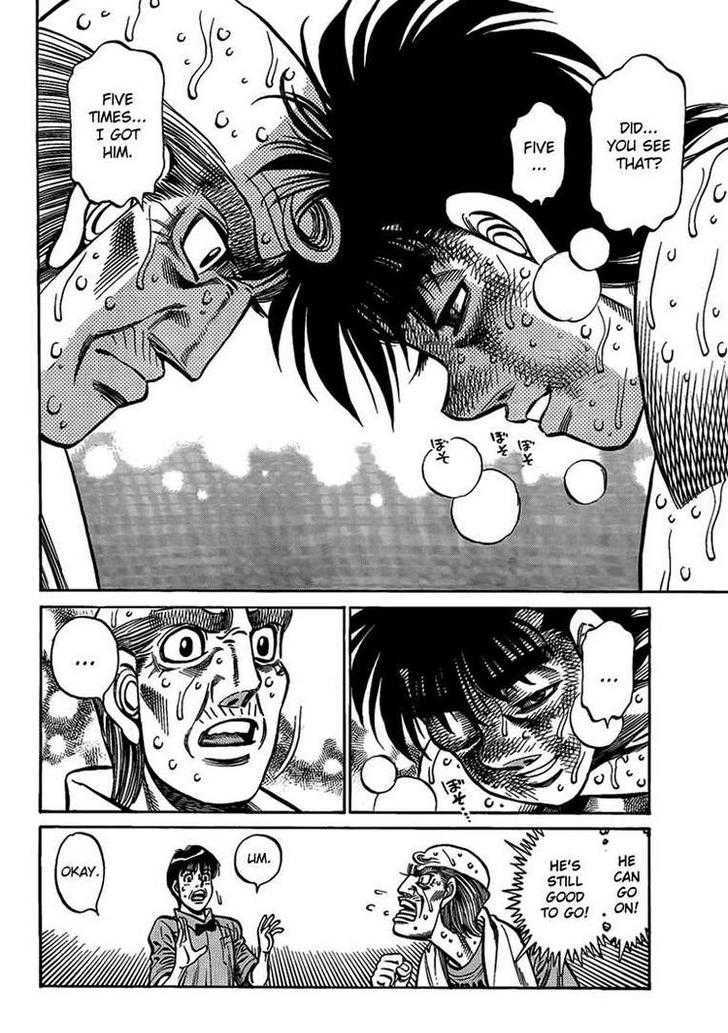 DID...
YOU SEE
THAT?
FIVE
...
FIVE
TIMES...
I GOT
HIM.
ぼそ
ぼそ
ぼそ
...
ぼそ……
...
HE
CAN
GO
ON!
HE'S
STILL
GOOD
TO GO!
UM.
OKAY.